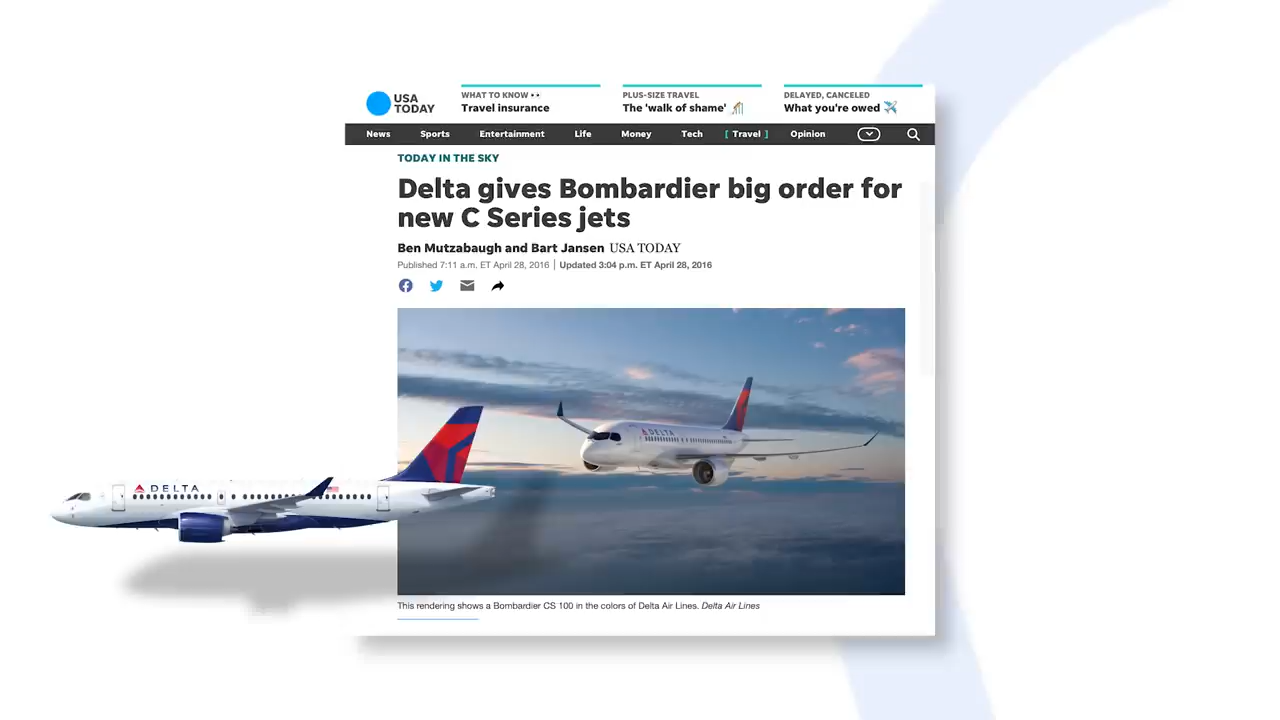 USA
TODAY
WHAT TO KNOW 👀
Travel insurance
PLUS-SIZE TRAVEL
The 'walk of shame'
DELAYED, CANCELED
What you're owed ✈️
News Sports Entertainment Life Money Tech [ Travel ] Opinion
TODAY IN THE SKY
Delta gives Bombardier big order for
new C Series jets
Ben Mutzabaugh and Bart Jansen USA TODAY
Published 7:11 a.m. ET April 28, 2016 | Updated 3:04 p.m. ET April 28, 2016
DELTA
DELTA
This rendering shows a Bombardier CS 100 in the colors of Delta Air Lines. Delta Air Lines